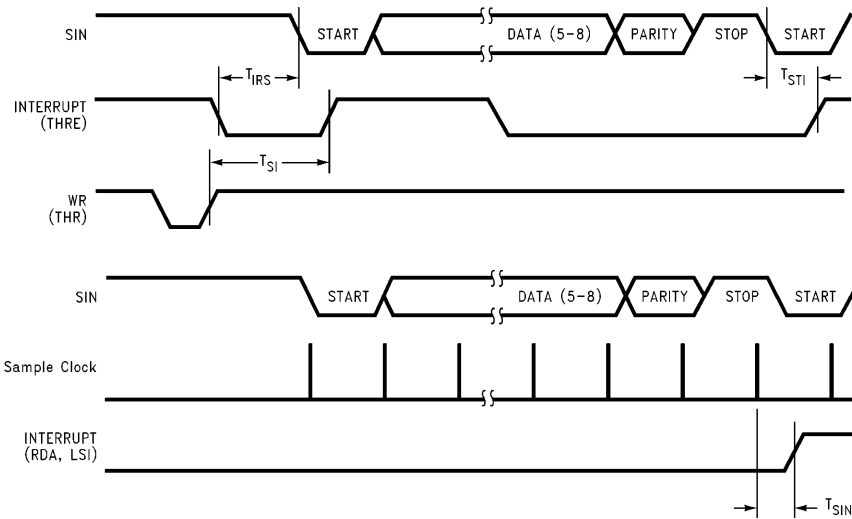 SIN START DATA (5-8) PARITY STOP START
T_IRS T_STI
INTERRUPT
(THRE)
T_SI
WR
(THR)
SIN START DATA (5-8) PARITY STOP START
Sample Clock
INTERRUPT
(RDA, LSI)
T_SIN